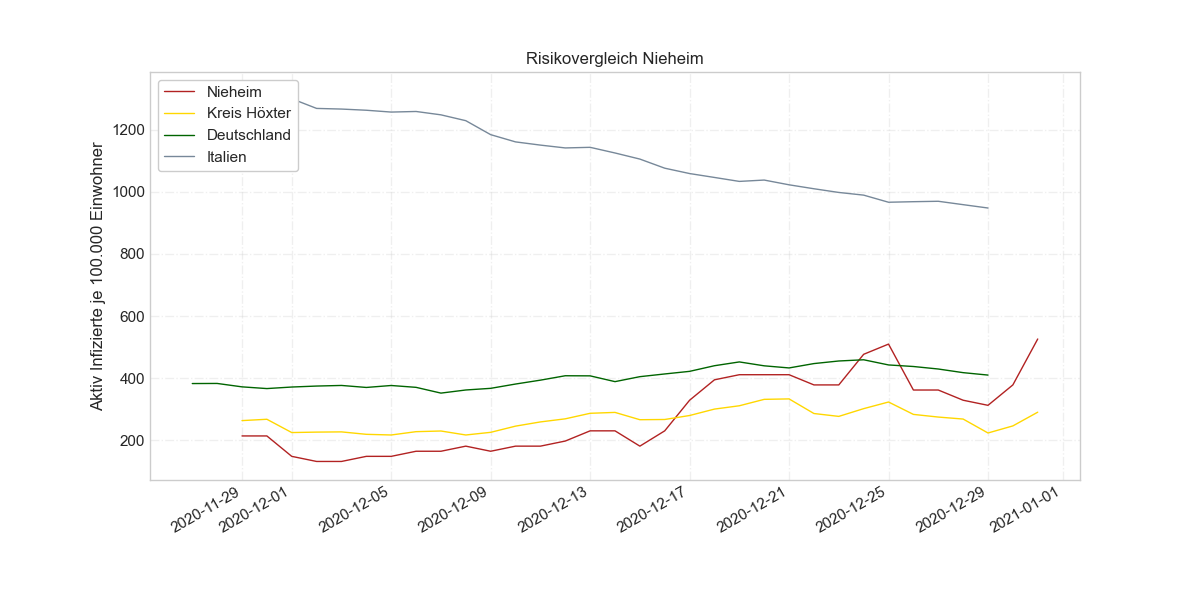 Risikovergleich Nieheim
Nieheim
Kreis Höxter
Deutschland
Italien
Aktiv Infizierte je 100.000 Einwohner
1200
1000
800
600
400
200
2020-11-29
2020-12-01
2020-12-05
2020-12-09
2020-12-13
2020-12-17
2020-12-21
2020-12-25
2020-12-29
2021-01-01